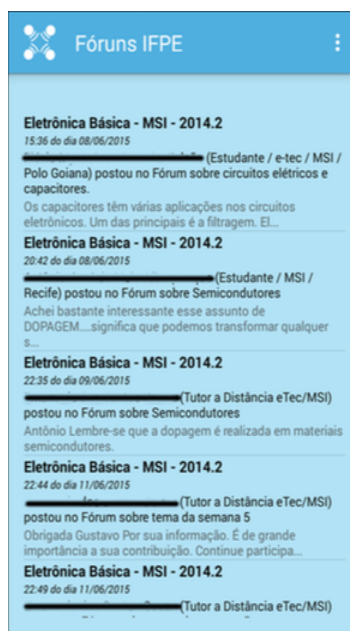 Fóruns IFPE
Eletrônica Básica - MSI - 2014.2
15:36 do dia 08/06/2015
(Estudante / e-tec / MSI /
Polo Goiana) postou no Fórum sobre circuitos elétricos e
capacitores.
Os capacitores têm várias aplicações nos circuitos
eletrônicos. Um das principais é a filtragem. El...
Eletrônica Básica - MSI - 2014.2
20:42 do dia 08/06/2015
(Estudante / MSI /
Recife) postou no Fórum sobre Semicondutores
Achei bastante interessante esse assunto de
DOPAGEM....significa que podemos transformar qualquer
s...
Eletrônica Básica - MSI - 2014.2
22:35 do dia 09/06/2015
(Tutor a Distância eTec/MSI)
postou no Fórum sobre Semicondutores
Antônio Lembre-se que a dopagem é realizada em materiais
semicondutores.
Eletrônica Básica - MSI - 2014.2
22:44 do dia 11/06/2015
(Tutor a Distância eTec/MSI)
postou no Fórum sobre tema da semana 5
Obrigada Gustavo Por sua informação. É de grande
importância a sua contribuição. Continue participa...
Eletrônica Básica - MSI - 2014.2
22:49 do dia 11/06/2015
(Tutor a Distância eTec/MSI)